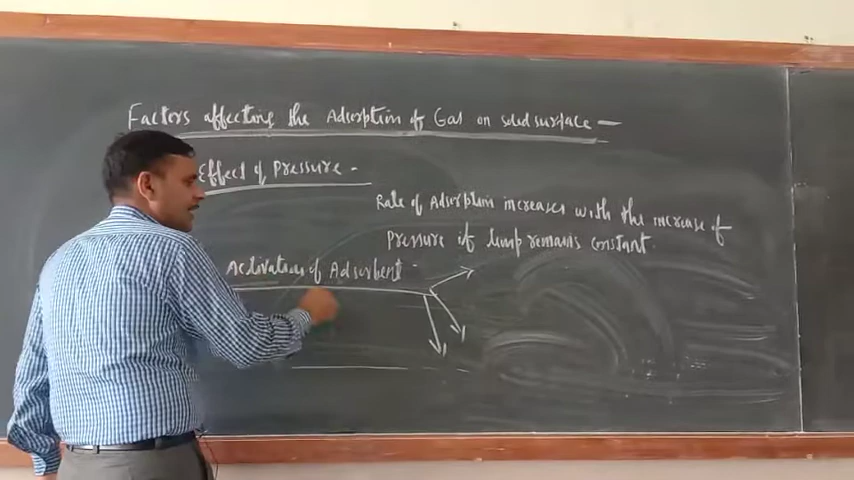 Factors affecting the Adsorption of Gas on solid surface —
Effect of Pressure -
Rate of Adsorption increases with the increase of
Pressure if temp remains constant
Activation of Adsorbent -